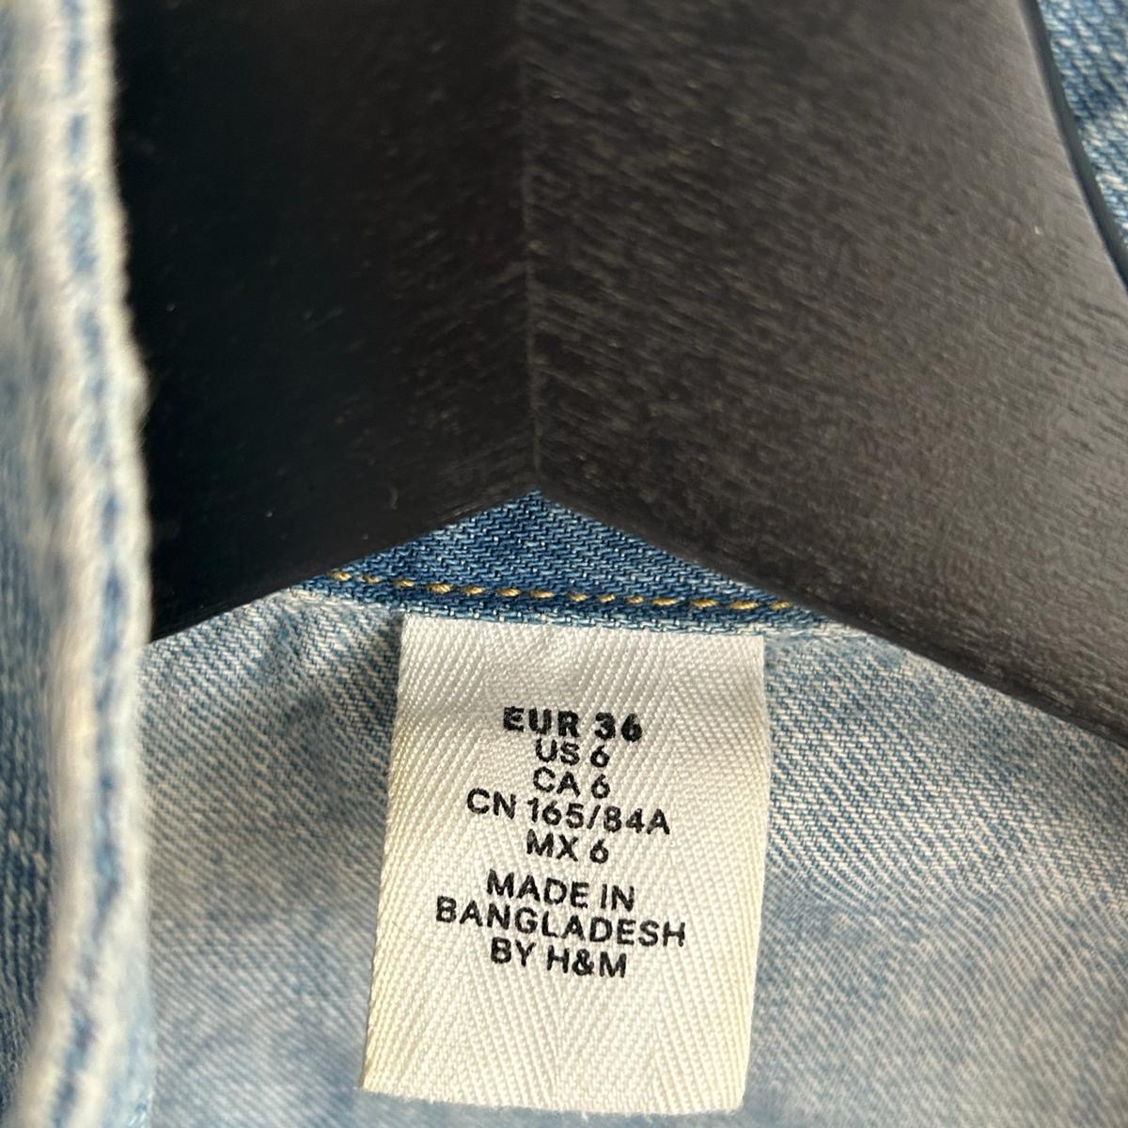 EUR 36
US 6
CA 6
CN 165/84A
MX 6
MADE IN
BANGLADESH
BY H&M